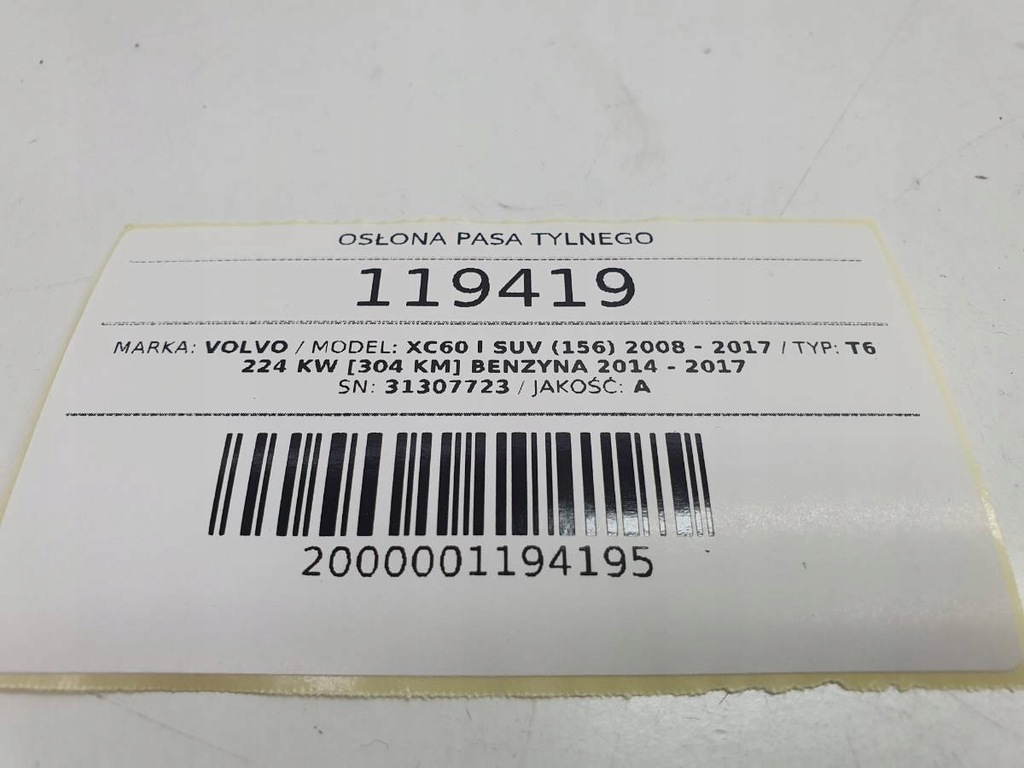 OSŁONA PASA TYLNEGO
119419
MARKA: VOLVO / MODEL: XC60 I SUV (156) 2008 - 2017 / TYP: T6
224 KW [304 KM] BENZYNA 2014 - 2017
SN: 31307723 / JAKOŚĆ: A
2000001194195